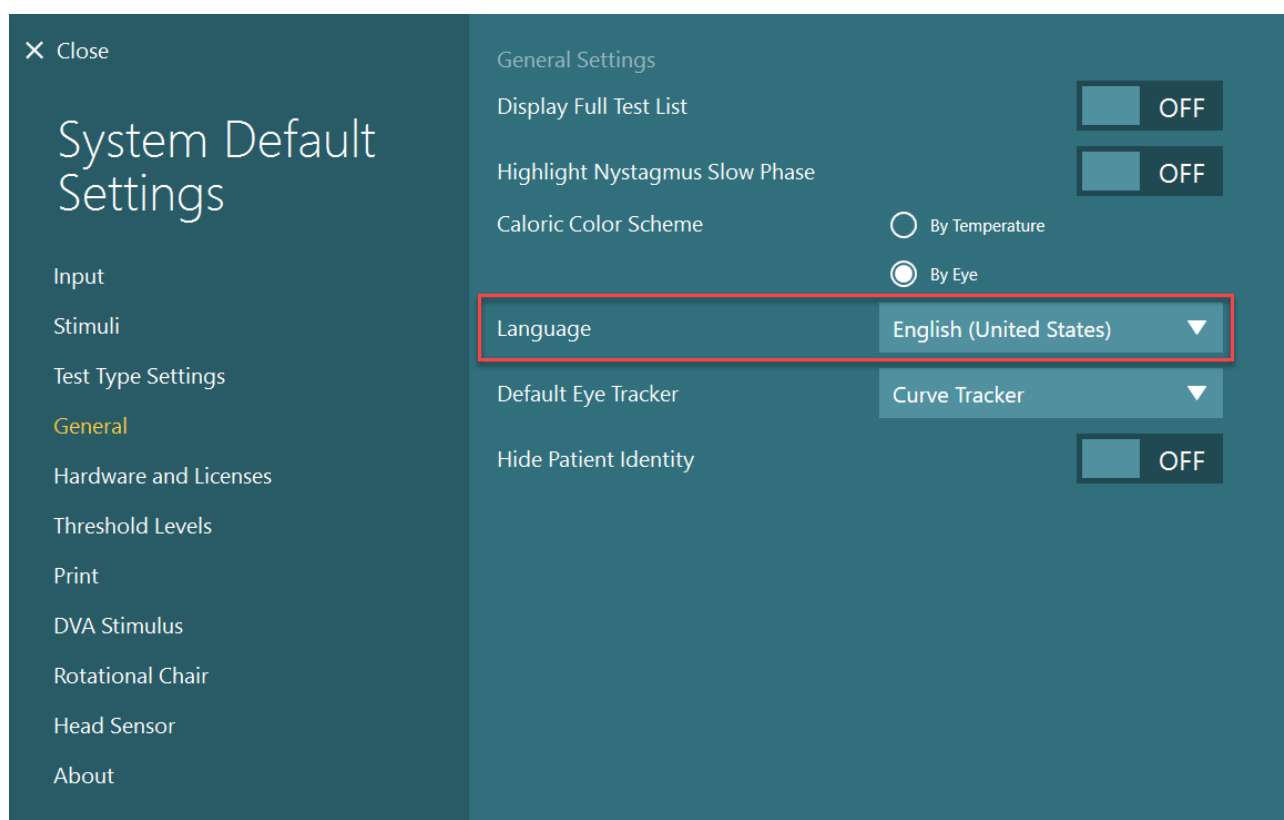 Close
System Default
Settings
Input
Stimuli
Test Type Settings
General
Hardware and Licenses
Threshold Levels
Print
DVA Stimulus
Rotational Chair
Head Sensor
About
General Settings
Display Full Test List OFF
Highlight Nystagmus Slow Phase OFF
Caloric Color Scheme By Temperature
By Eye
Language English (United States)
Default Eye Tracker Curve Tracker
Hide Patient Identity OFF